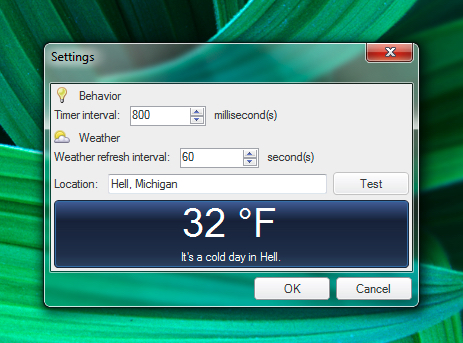 Settings
Behavior
Timer interval: 800 millisecond(s)
Weather
Weather refresh interval: 60 second(s)
Location: Hell, Michigan Test
32 °F
It's a cold day in Hell.
OK Cancel